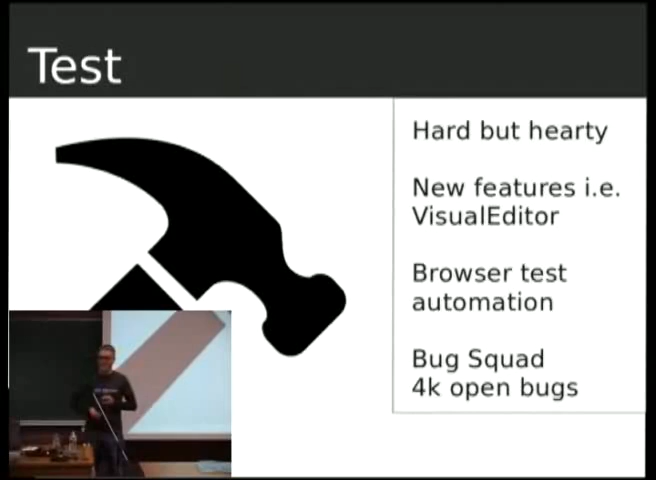 Test
Hard but hearty
New features i.e.
VisualEditor
Browser test
automation
Bug Squad
4k open bugs